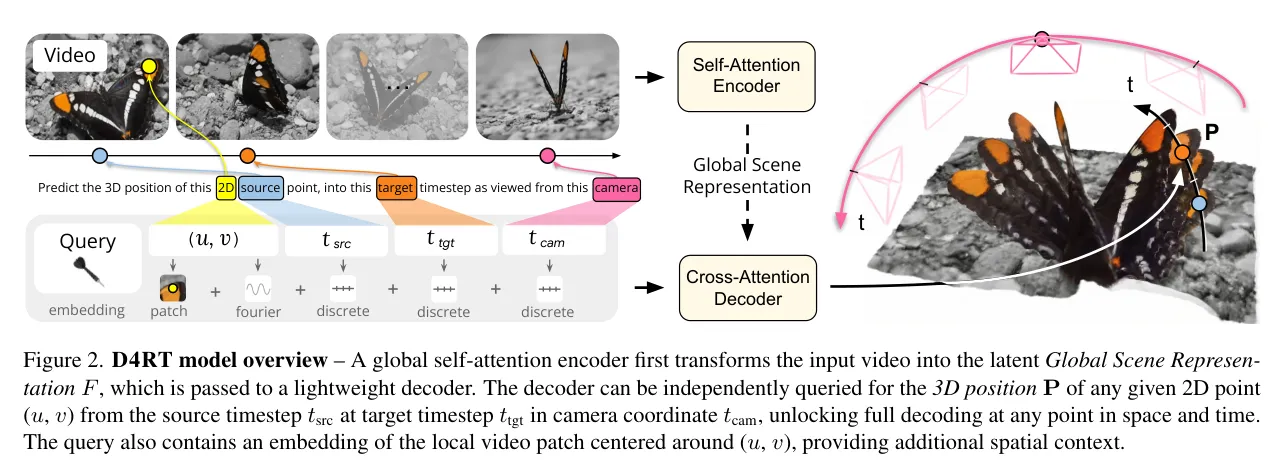 Video
Self-Attention
Encoder
Global Scene
Representation
Cross-Attention
Decoder
t
P
t
Predict the 3D position of this 2D source point, into this target timestep as viewed from this camera
Query
(u, v)
t src
t tgt
t cam
+ + + +
embedding patch fourier discrete discrete discrete
Figure 2. D4RT model overview – A global self-attention encoder first transforms the input video into the latent Global Scene Represen-
tation F, which is passed to a lightweight decoder. The decoder can be independently queried for the 3D position P of any given 2D point
(u, v) from the source timestep tsrc at target timestep ttgt in camera coordinate tcam, unlocking full decoding at any point in space and time.
The query also contains an embedding of the local video patch centered around (u, v), providing additional spatial context.